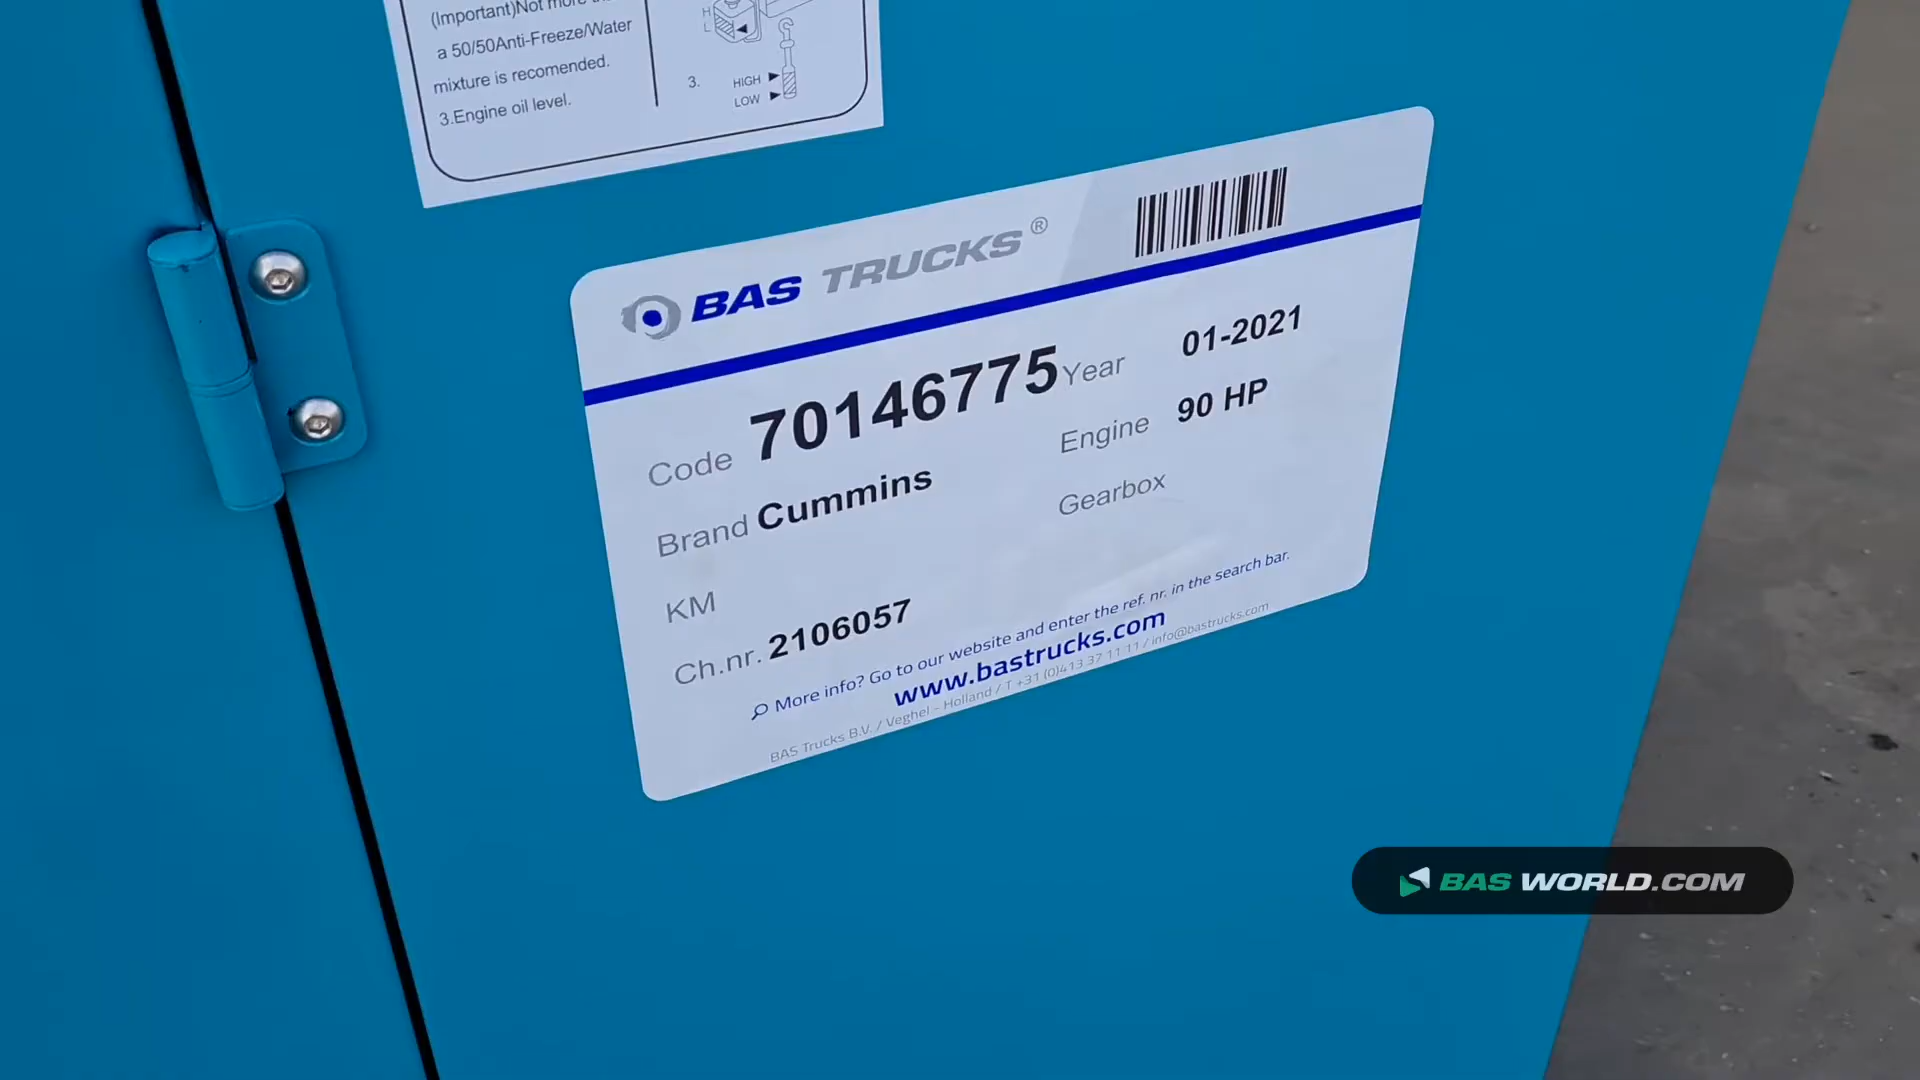 (Important)Not more
a 50/50Anti-Freeze/Water
mixture is recomended.
3.Engine oil level.
H
L
3. HIGH
LOW
BAS TRUCKS®
Code 70146775
Year 01-2021
Brand Cummins
Engine 90 HP
KM
Gearbox
Ch.nr. 2106057
More info? Go to our website and enter the ref. nr. in the search bar.
www.bastrucks.com
BAS Trucks B.V. / Veghel - Holland / T +31 (0)413 37 11 11 / info@bastrucks.com
BAS WORLD.COM